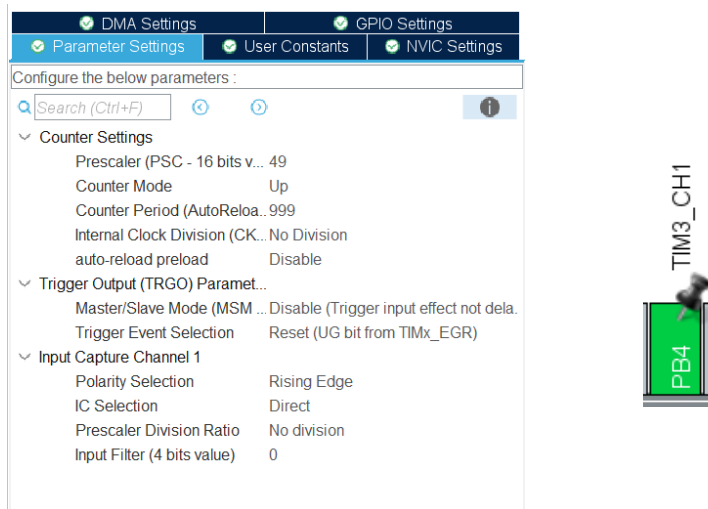 DMA Settings
GPIO Settings
Parameter Settings
User Constants
NVIC Settings
Configure the below parameters :
Search (Ctrl+F)
Counter Settings
Prescaler (PSC - 16 bits v... 49
Counter Mode Up
Counter Period (AutoReloa.. 999
Internal Clock Division (CK... No Division
auto-reload preload Disable
Trigger Output (TRGO) Paramet...
Master/Slave Mode (MSM ... Disable (Trigger input effect not dela.
Trigger Event Selection Reset (UG bit from TIMx_EGR)
Input Capture Channel 1
Polarity Selection Rising Edge
IC Selection Direct
Prescaler Division Ratio No division
Input Filter (4 bits value) 0
TIM3_CH1
PB4